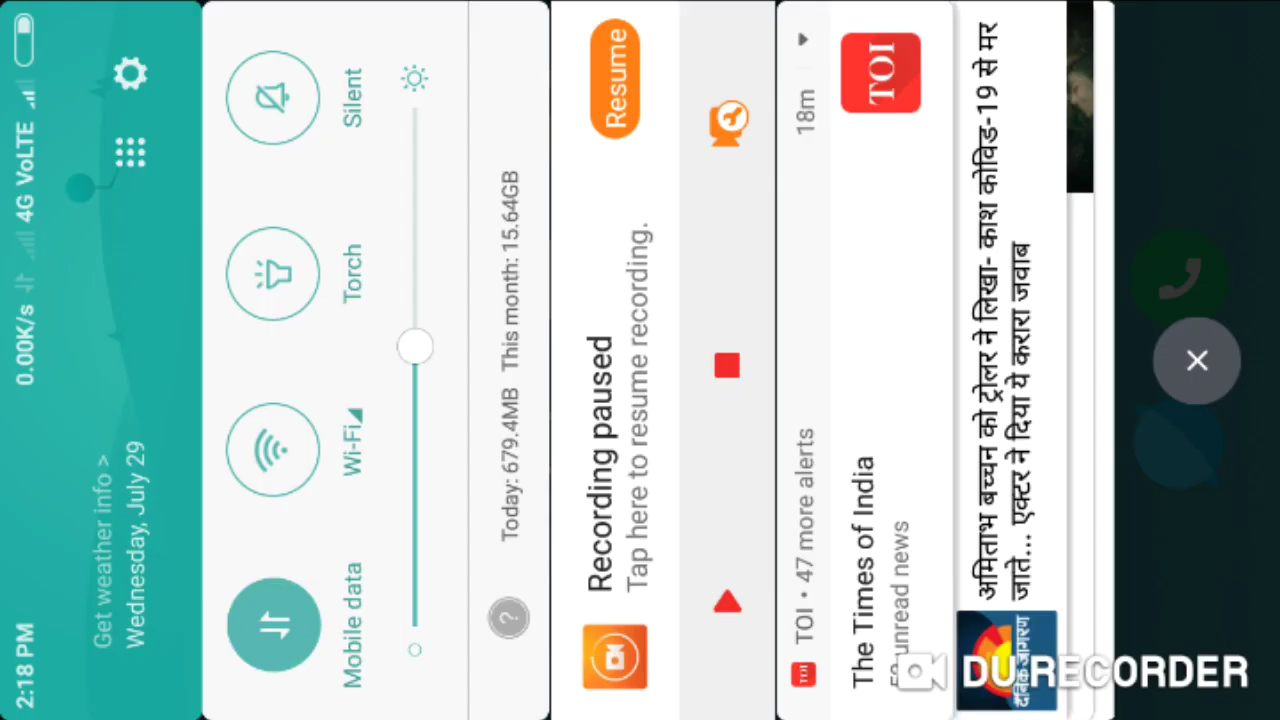 2:18 PM
0.00K/s 4G VoLTE
Get weather info >
Wednesday, July 29
Mobile data
Wi-Fi
Torch
Silent
Today: 679.4MB This month: 15.64GB
Recording paused
Tap here to resume recording.
Resume
TOI • 47 more alerts
18m
The Times of India
unread news
TOI
अमिताभ बच्चन को ट्रोलर ने लिखा- काश कोविड-19 से मर
जाते... एक्टर ने दिया ये करारा जवाब
दैनिक जागरण
DU RECORDER